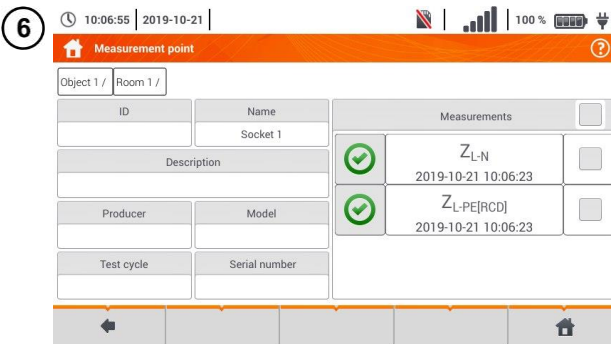 6
10:06:55 2019-10-21 100 %
Measurement point ?
Object 1 / Room 1 /
ID Name Measurements
Socket 1
ZL-N
2019-10-21 10:06:23
Description
ZL-PE[RCD]
2019-10-21 10:06:23
Producer Model
Test cycle Serial number